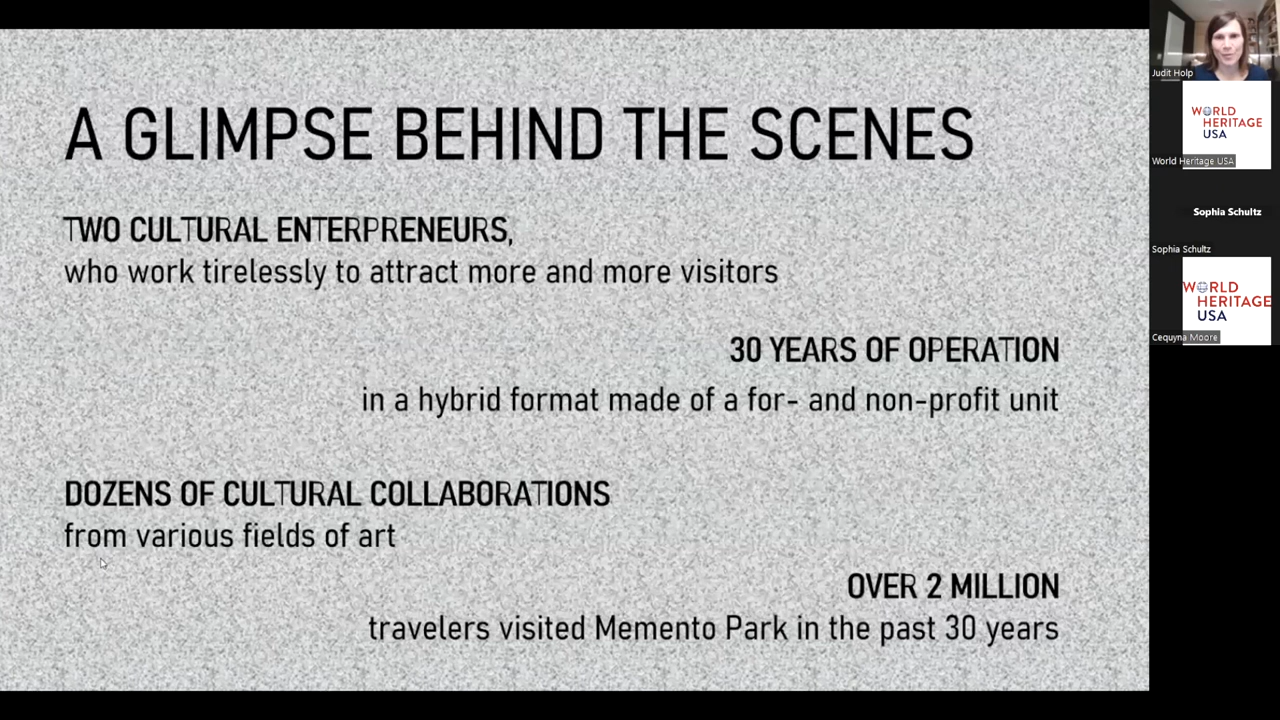 A GLIMPSE BEHIND THE SCENES
TWO CULTURAL ENTERPRENEURS,
who work tirelessly to attract more and more visitors
30 YEARS OF OPERATION
in a hybrid format made of a for- and non-profit unit
DOZENS OF CULTURAL COLLABORATIONS
from various fields of art
OVER 2 MILLION
travelers visited Memento Park in the past 30 years
Judit Holp
WORLD
HERITAGE
USA
World Heritage USA
Sophia Schultz
Sophia Schultz
WORLD
HERITAGE
USA
Cequyna Moore